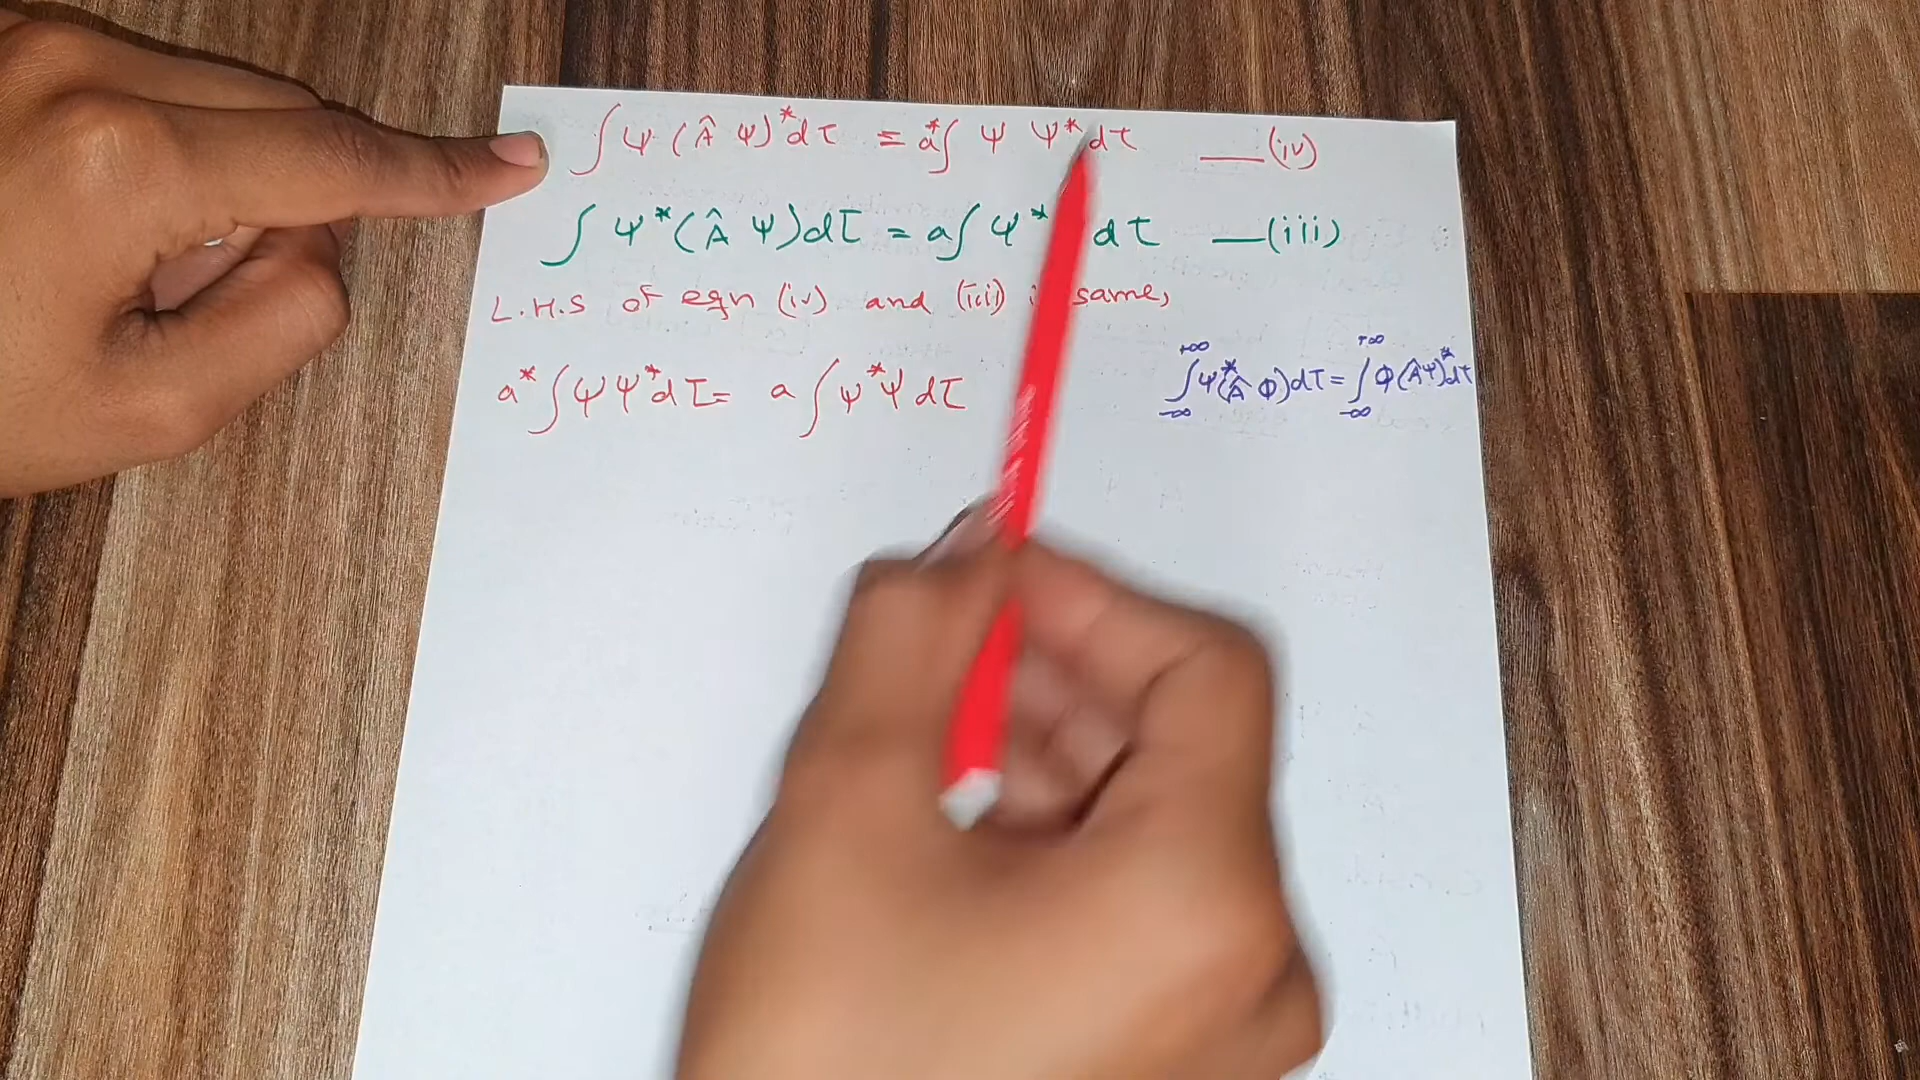 ∫ Ψ (Â Ψ)* dτ = a* ∫ Ψ Ψ* dτ —(iv)
∫ Ψ* (Â Ψ) dτ = a ∫ Ψ* dτ —(iii)
L.H.S of eqn (iv) and (iii) same,
a* ∫ Ψ Ψ* dτ = a ∫ Ψ* Ψ dτ
+∞ ∫ -∞ Ψ* (Â Φ) dτ = +∞ ∫ -∞ Φ (Â Ψ)* dτ